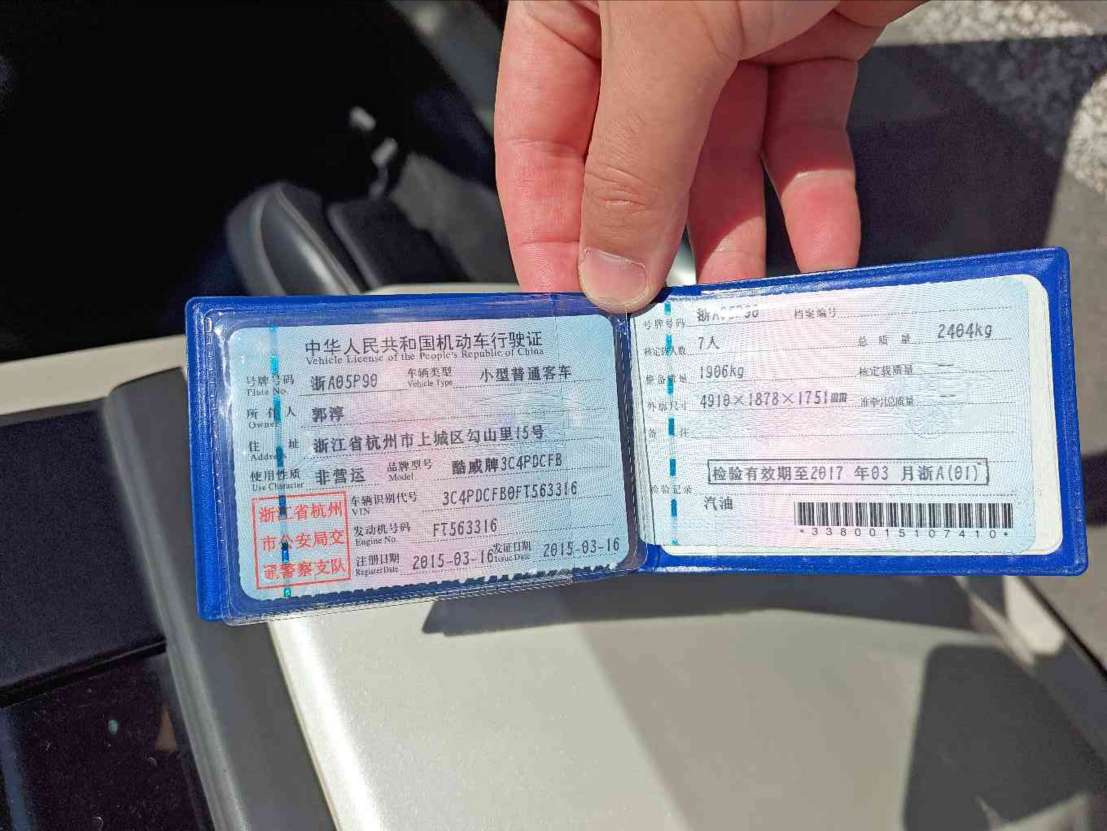 中华人民共和国机动车行驶证
Vehicle License of the People's Republic of China
号牌号码 浙A05P90 车辆类型 小型普通客车
Plate No. Vehicle Type
所有人 郭淳
Owner
住址 浙江省杭州市上城区勾山里15号
Address
使用性质 非营运 品牌型号 酷威牌3C4PDCFB
Use Character Model
浙江省杭州
市公安局交
通警察支队
车辆识别代号 3C4PDCFB0FT563316
VIN
发动机号码 FT563316
Engine No.
注册日期 2015-03-16 发证日期 2015-03-16
Register Date Issue Date
号牌号码 浙A05P90 档案编号
核定载人数 7人 总质量 2404kg
整备质量 1906kg 核定载质量 --
外廓尺寸 4910×1878×1751mm 准牵引总质量 --
备注
检验有效期至2017 年03 月浙A(01)
检验记录
汽油
*3380015107410*